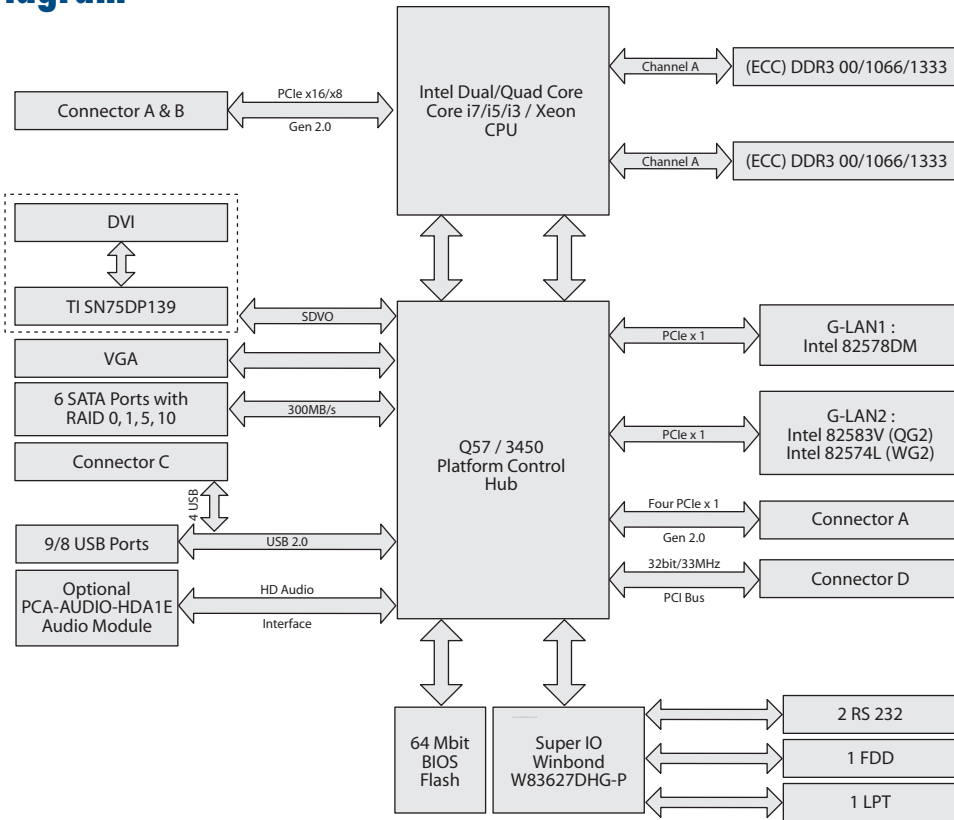 Intel Dual/Quad Core
Core i7/i5/i3 / Xeon
CPU
Channel A
(ECC) DDR3 00/1066/1333
Channel A
(ECC) DDR3 00/1066/1333
Connector A & B
PCIe x16/x8
Gen 2.0
DVI
TI SN75DP139
SDVO
VGA
6 SATA Ports with
RAID 0, 1, 5, 10
300MB/s
Connector C
4 USB
9/8 USB Ports
USB 2.0
Optional
PCA-AUDIO-HDA1E
Audio Module
HD Audio
Interface
Q57 / 3450
Platform Control
Hub
PCIe x 1
G-LAN1 :
Intel 82578DM
PCIe x 1
G-LAN2 :
Intel 82583V (QG2)
Intel 82574L (WG2)
Four PCIe x 1
Gen 2.0
Connector A
32bit/33MHz
PCI Bus
Connector D
64 Mbit
BIOS
Flash
Super IO
Winbond
W83627DHG-P
2 RS 232
1 FDD
1 LPT